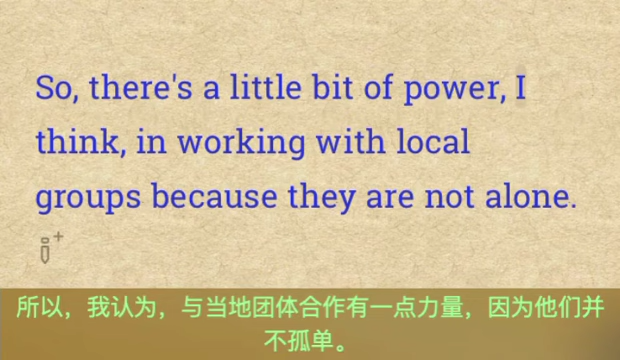 So, there's a little bit of power, I
think, in working with local
groups because they are not alone.
所以，我认为，与当地团体合作有一点力量，因为他们并
不孤单。